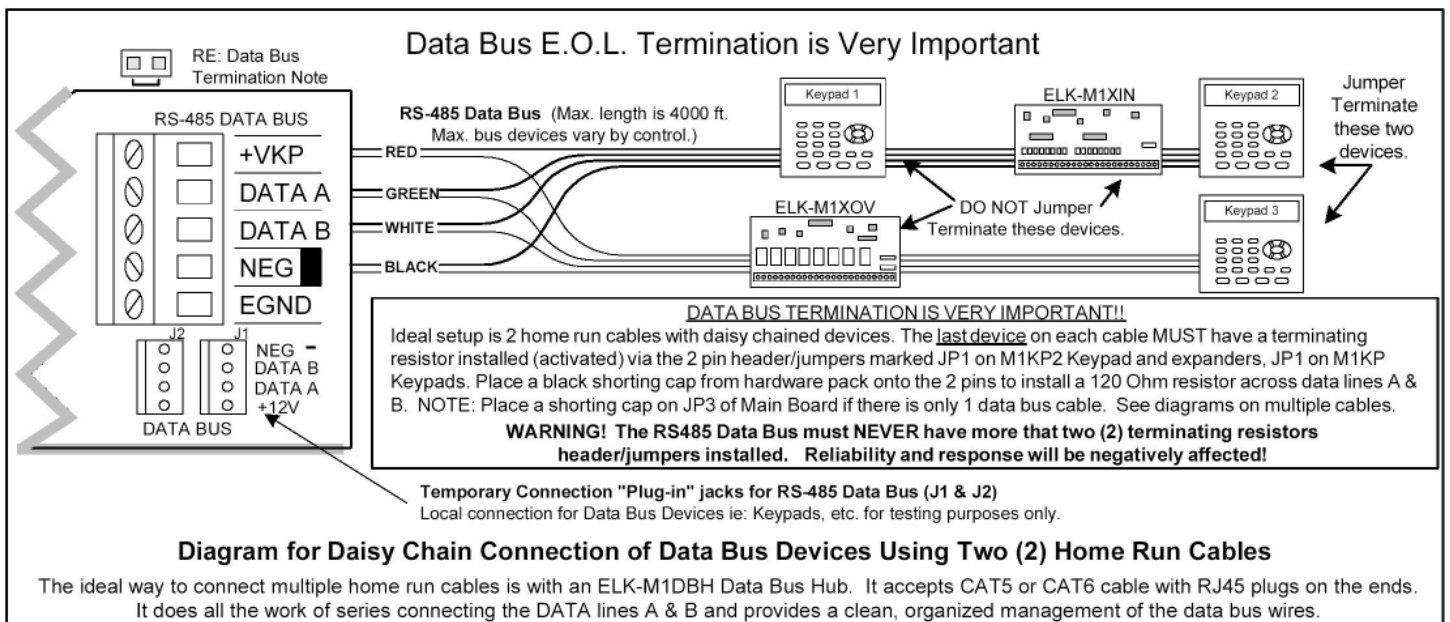 Data Bus E.O.L. Termination is Very Important
RE: Data Bus
Termination Note
RS-485 DATA BUS
+VKP
DATA A
DATA B
NEG
EGND
J2
J1
NEG -
DATA B
DATA A
+12V
DATA BUS
RS-485 Data Bus (Max. length is 4000 ft.
Max. bus devices vary by control.)
RED
GREEN
WHITE
BLACK
Keypad 1
ELK-M1XIN
Keypad 2
Jumper
Terminate
these two
devices.
ELK-M1XOV
DO NOT Jumper
Terminate these devices.
Keypad 3
DATA BUS TERMINATION IS VERY IMPORTANT!!
Ideal setup is 2 home run cables with daisy chained devices. The last device on each cable MUST have a terminating
resistor installed (activated) via the 2 pin header/jumpers marked JP1 on M1KP2 Keypad and expanders, JP1 on M1KP
Keypads. Place a black shorting cap from hardware pack onto the 2 pins to install a 120 Ohm resistor across data lines A &
B. NOTE: Place a shorting cap on JP3 of Main Board if there is only 1 data bus cable. See diagrams on multiple cables.
WARNING! The RS485 Data Bus must NEVER have more that two (2) terminating resistors
header/jumpers installed. Reliability and response will be negatively affected!
Temporary Connection "Plug-in" jacks for RS-485 Data Bus (J1 & J2)
Local connection for Data Bus Devices ie: Keypads, etc. for testing purposes only.
Diagram for Daisy Chain Connection of Data Bus Devices Using Two (2) Home Run Cables
The ideal way to connect multiple home run cables is with an ELK-M1DBH Data Bus Hub. It accepts CAT5 or CAT6 cable with RJ45 plugs on the ends.
It does all the work of series connecting the DATA lines A & B and provides a clean, organized management of the data bus wires.